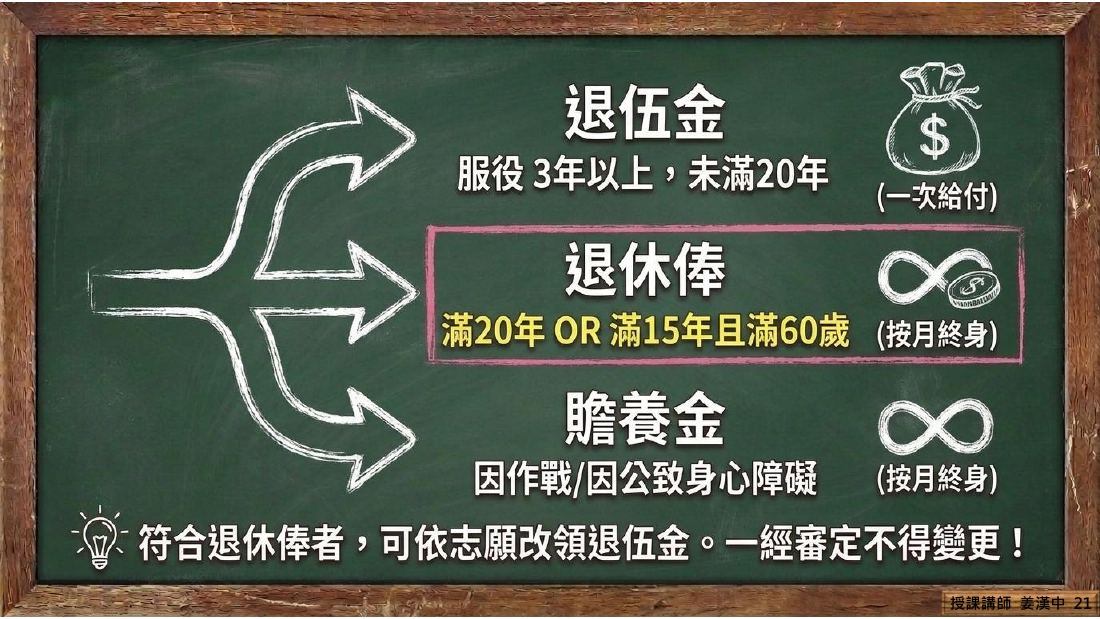 退伍金
服役 3年以上，未滿20年
$
(一次給付)
退休俸
滿20年 OR 滿15年且滿60歲
$
(按月終身)
贍養金
因作戰/因公致身心障礙
(按月終身)
符合退休俸者，可依志願改領退伍金。一經審定不得變更！
授課講師 姜漢中 21